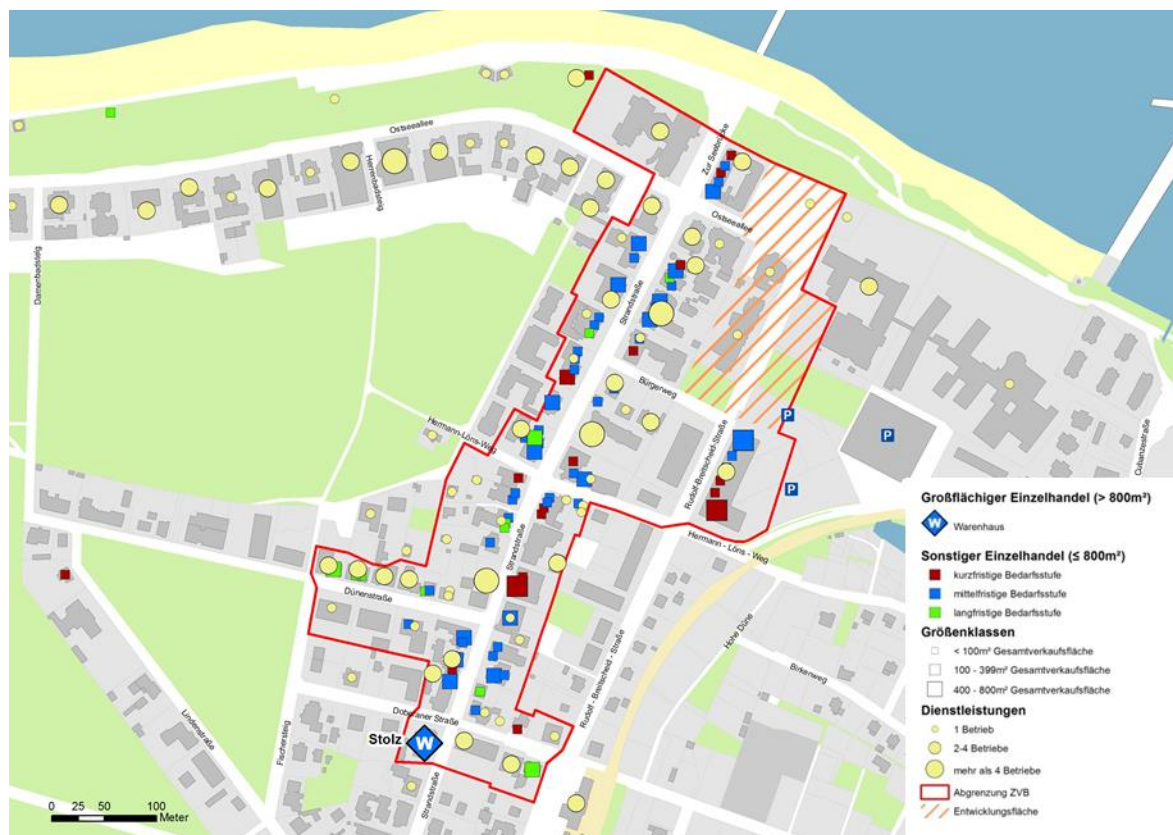 Ostseeallee
Zur Seebrücke
Herrenbadsteig
Ostseeallee
Damenbadsteig
Strandstraße
Bürgerweg
P
P
Hermann-Löns-Weg
Rudolf-Breitscheid-Straße
Cubanzestraße
P
Strandstraße
Hermann - Löns - Weg
Dünenstraße
Hohe Düne
Birkenweg
Rudolf - Breitscheid - Straße
Lindenstraße
Fischersteig
Doberaner Straße
Stolz
W
Strandstraße
0 25 50 100
Meter
Großflächiger Einzelhandel (> 800m²)
W Warenhaus
Sonstiger Einzelhandel (≤ 800m²)
kurzfristige Bedarfsstufe
mittelfristige Bedarfsstufe
langfristige Bedarfsstufe
Größenklassen
< 100m² Gesamtverkaufsfläche
100 - 399m² Gesamtverkaufsfläche
400 - 800m² Gesamtverkaufsfläche
Dienstleistungen
1 Betrieb
2-4 Betriebe
mehr als 4 Betriebe
Abgrenzung ZVB
Entwicklungsfläche